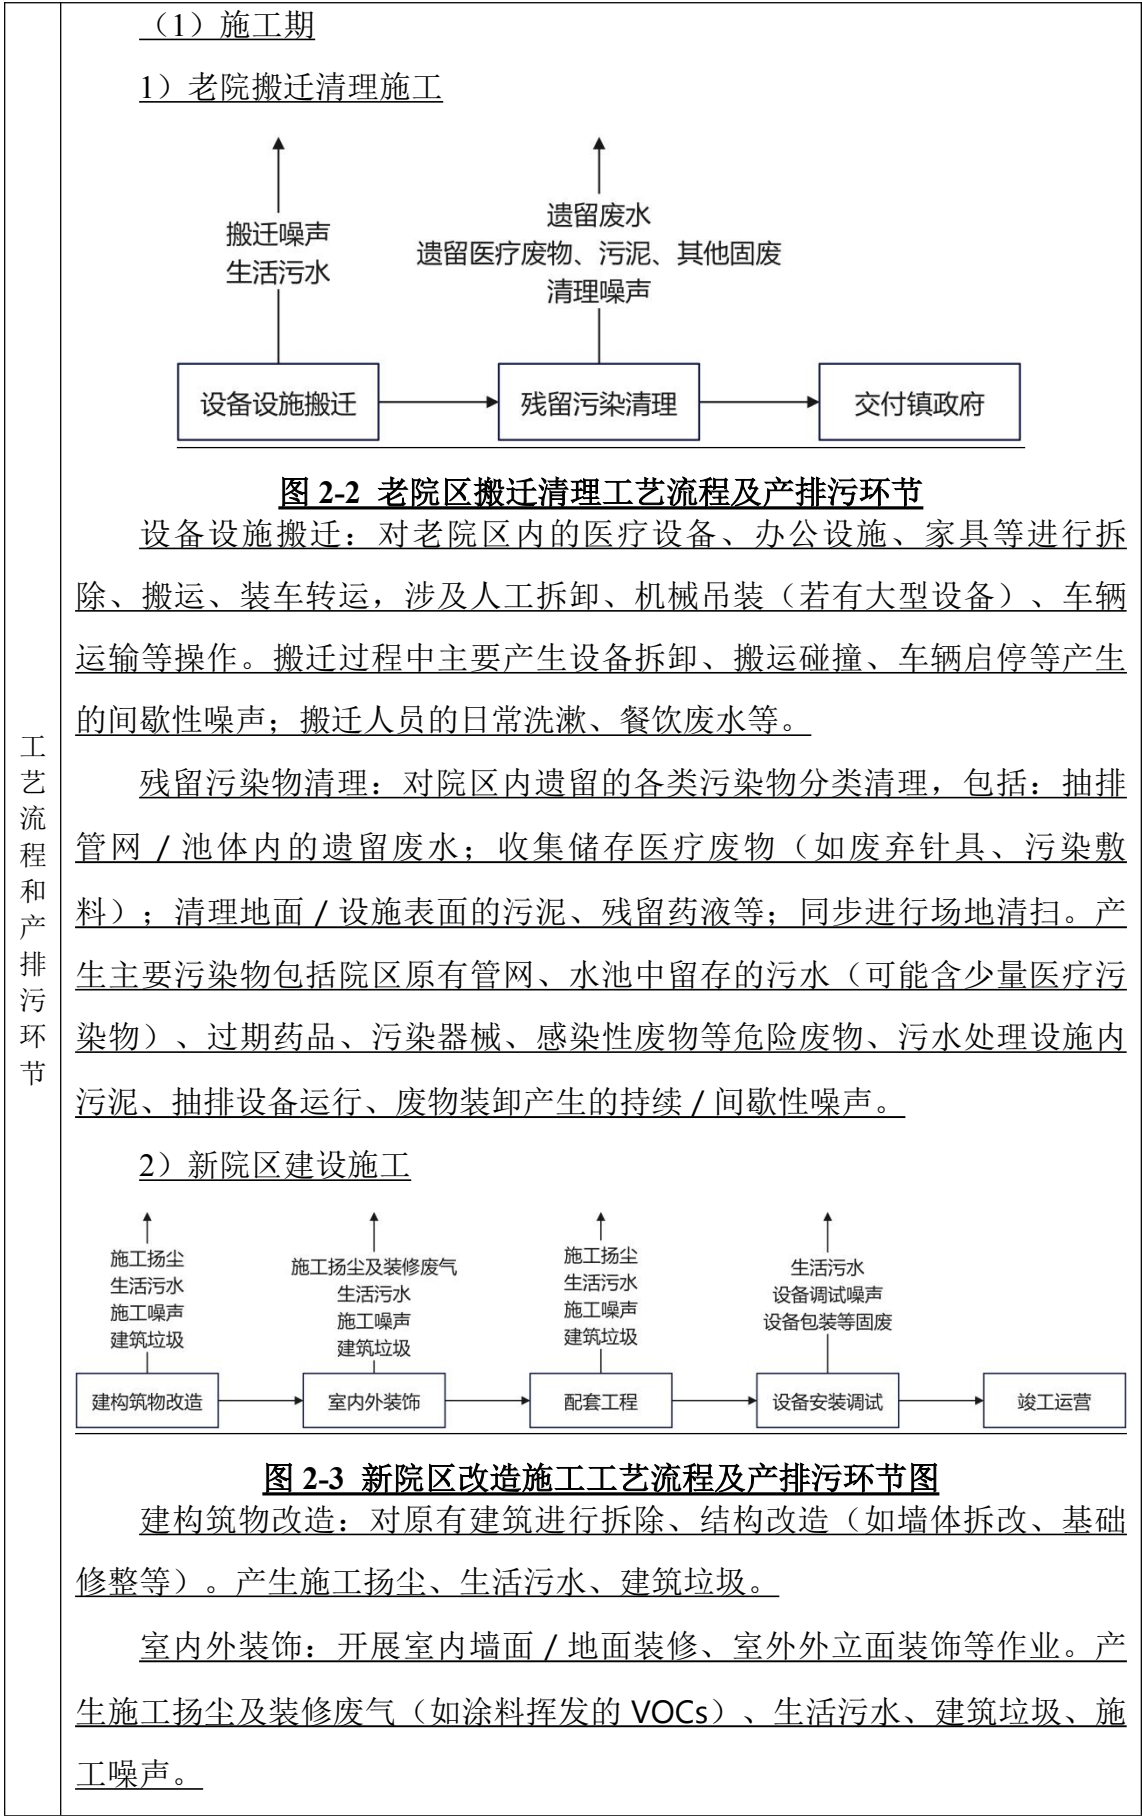 工艺流程和产排污环节
（1）施工期
1）老院搬迁清理施工
搬迁噪声
生活污水
遗留废水
遗留医疗废物、污泥、其他固废
清理噪声
设备设施搬迁
残留污染清理
交付镇政府
图 2-2 老院区搬迁清理工艺流程及产排污环节
设备设施搬迁：对老院区内的医疗设备、办公设施、家具等进行拆
除、搬运、装车转运，涉及人工拆卸、机械吊装（若有大型设备）、车辆
运输等操作。搬迁过程中主要产生设备拆卸、搬运碰撞、车辆启停等产生
的间歇性噪声；搬迁人员的日常洗漱、餐饮废水等。
残留污染物清理：对院区内遗留的各类污染物分类清理，包括：抽排
管网 / 池体内的遗留废水；收集储存医疗废物（如废弃针具、污染敷
料）；清理地面 / 设施表面的污泥、残留药液等；同步进行场地清扫。产
生主要污染物包括院区原有管网、水池中留存的污水（可能含少量医疗污
染物）、过期药品、污染器械、感染性废物等危险废物、污水处理设施内
污泥、抽排设备运行、废物装卸产生的持续 / 间歇性噪声。
2）新院区建设施工
施工扬尘
生活污水
施工噪声
建筑垃圾
施工扬尘及装修废气
生活污水
施工噪声
建筑垃圾
施工扬尘
生活污水
施工噪声
建筑垃圾
生活污水
设备调试噪声
设备包装等固废
建构筑物改造
室内外装饰
配套工程
设备安装调试
竣工运营
图 2-3 新院区改造施工工艺流程及产排污环节图
建构筑物改造：对原有建筑进行拆除、结构改造（如墙体拆改、基础
修整等）。产生施工扬尘、生活污水、建筑垃圾。
室内外装饰：开展室内墙面 / 地面装修、室外外立面装饰等作业。产
生施工扬尘及装修废气（如涂料挥发的 VOCs）、生活污水、建筑垃圾、施
工噪声。